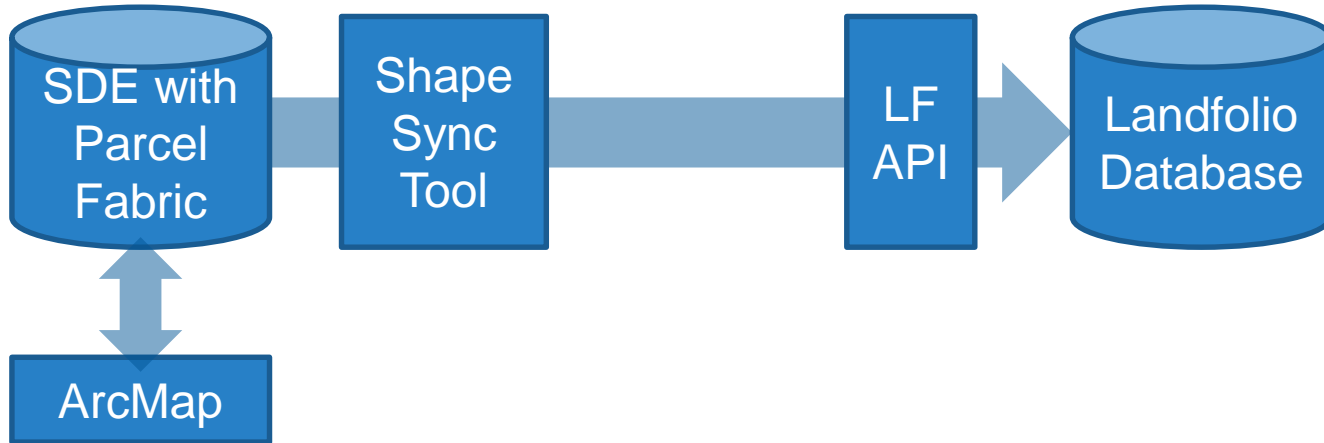 SDE with
Parcel
Fabric
Shape
Sync
Tool
LF
API
Landfolio
Database
ArcMap